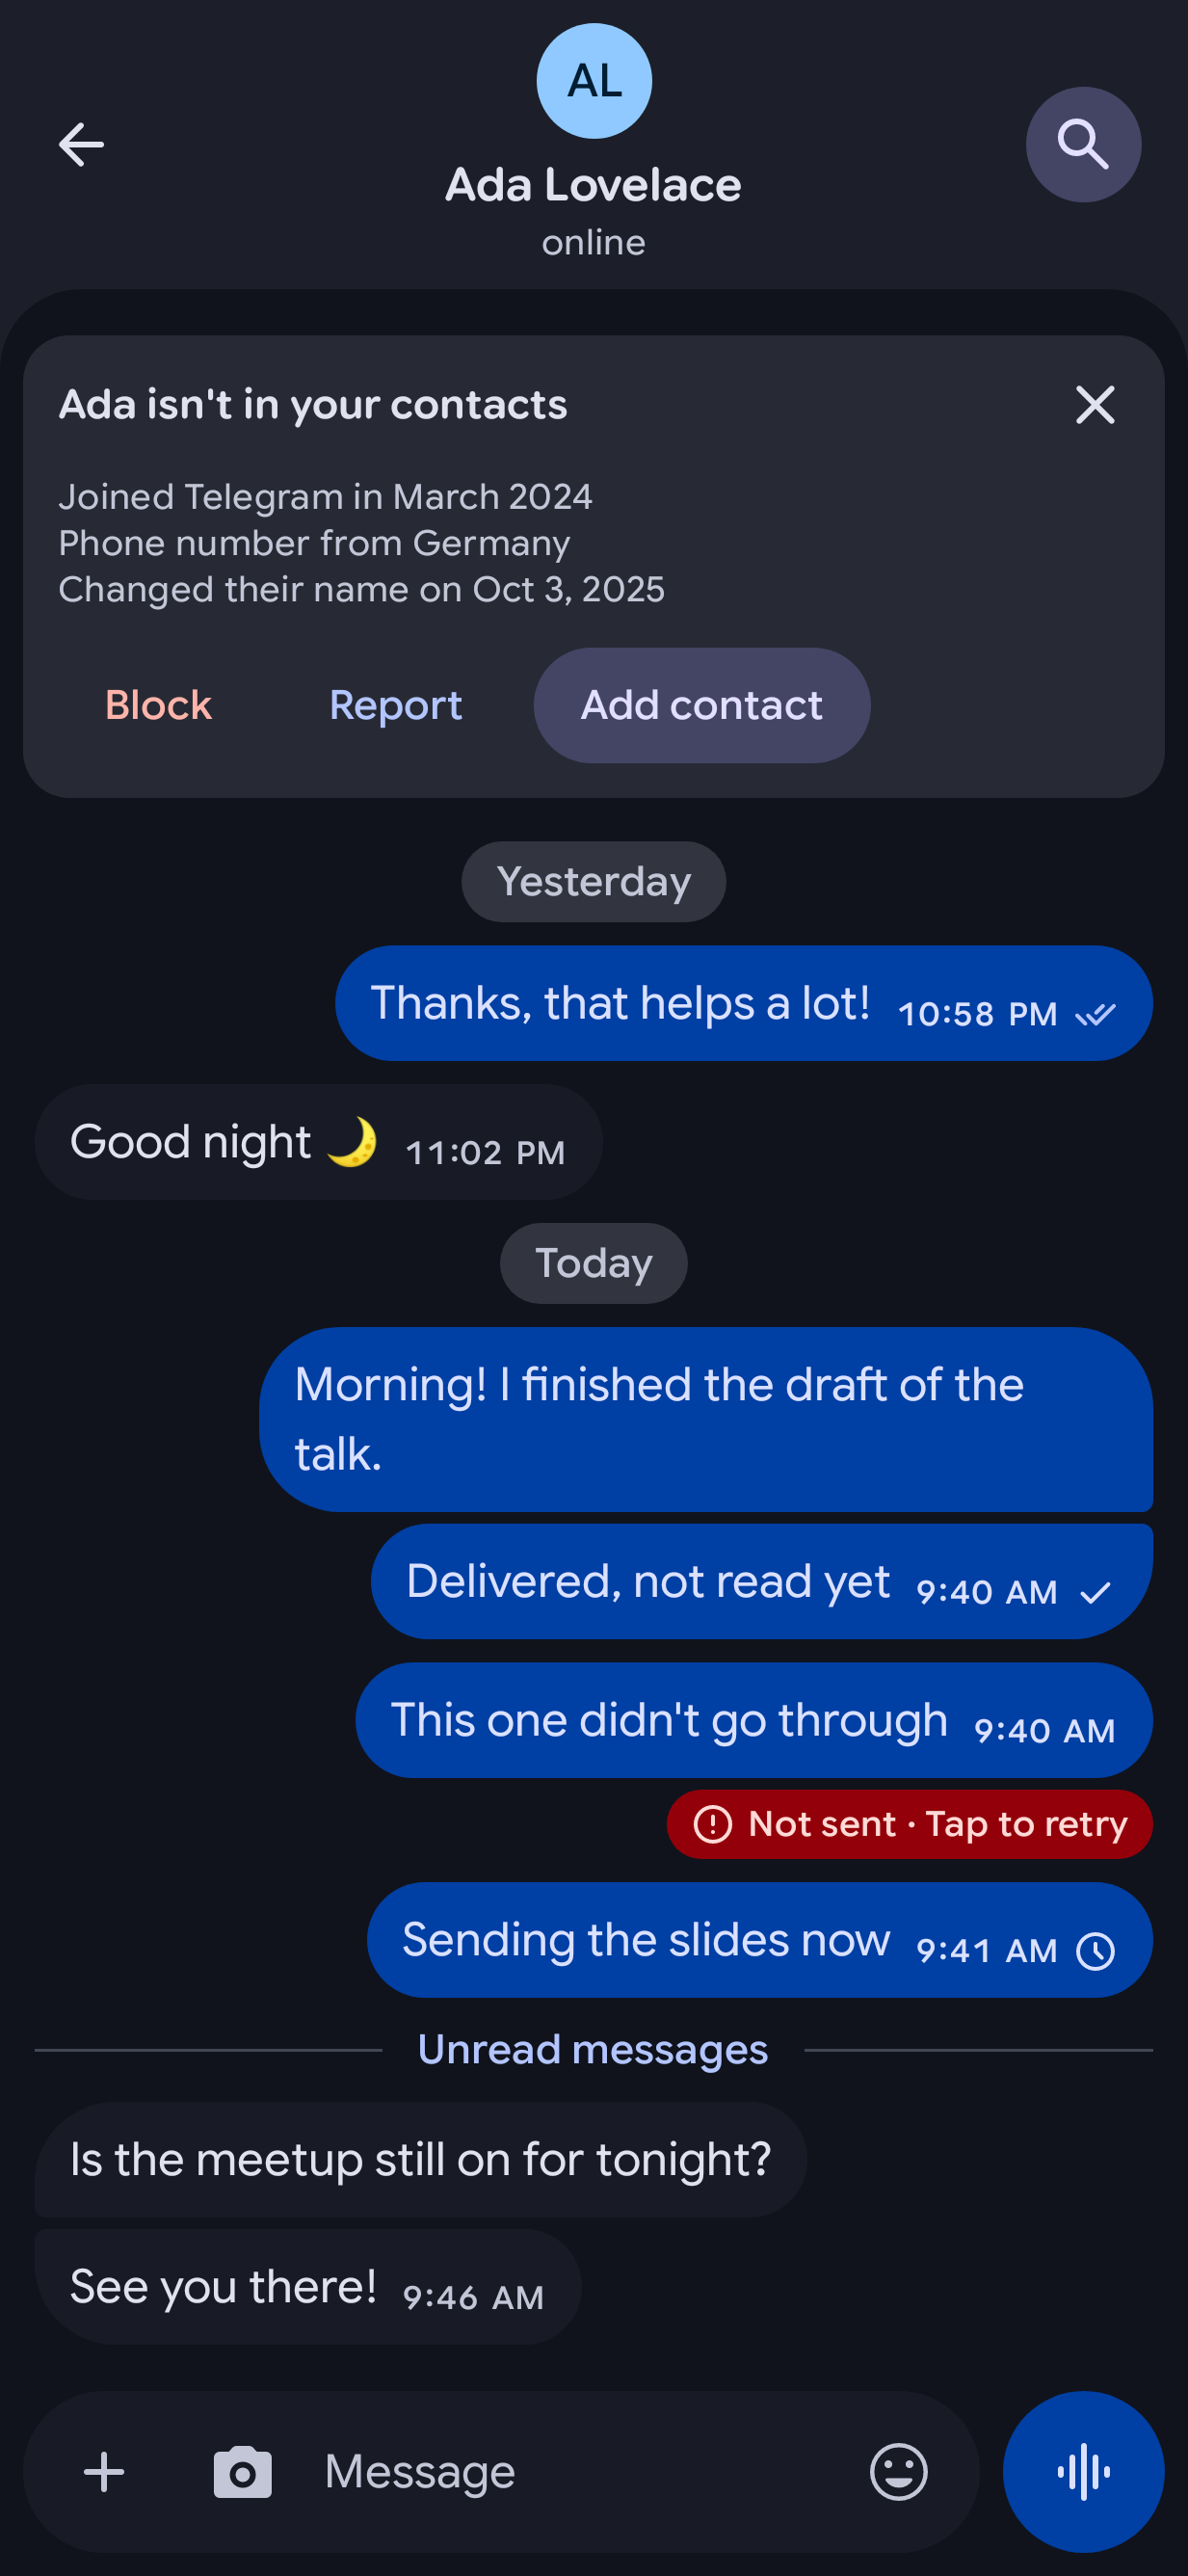 AL
Ada Lovelace
online
Ada isn't in your contacts
Joined Telegram in March 2024
Phone number from Germany
Changed their name on Oct 3, 2025
Block Report Add contact
Yesterday
Thanks, that helps a lot! 10:58 PM
Good night 🌛 11:02 PM
Today
Morning! I finished the draft of the
talk.
Delivered, not read yet 9:40 AM
This one didn't go through 9:40 AM
Not sent · Tap to retry
Sending the slides now 9:41 AM
Unread messages
Is the meetup still on for tonight?
See you there! 9:46 AM
Message